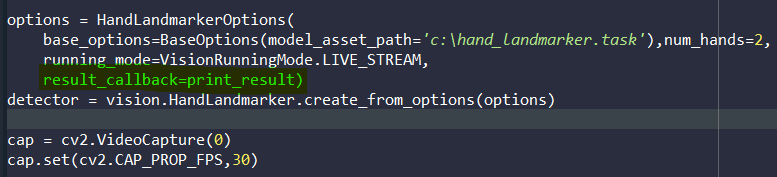 options = HandLandmarkerOptions(
    base_options=BaseOptions(model_asset_path='c:\hand_landmarker.task'),num_hands=2,
    running_mode=VisionRunningMode.LIVE_STREAM,
    result_callback=print_result)
detector = vision.HandLandmarker.create_from_options(options)
cap = cv2.VideoCapture(0)
cap.set(cv2.CAP_PROP_FPS,30)